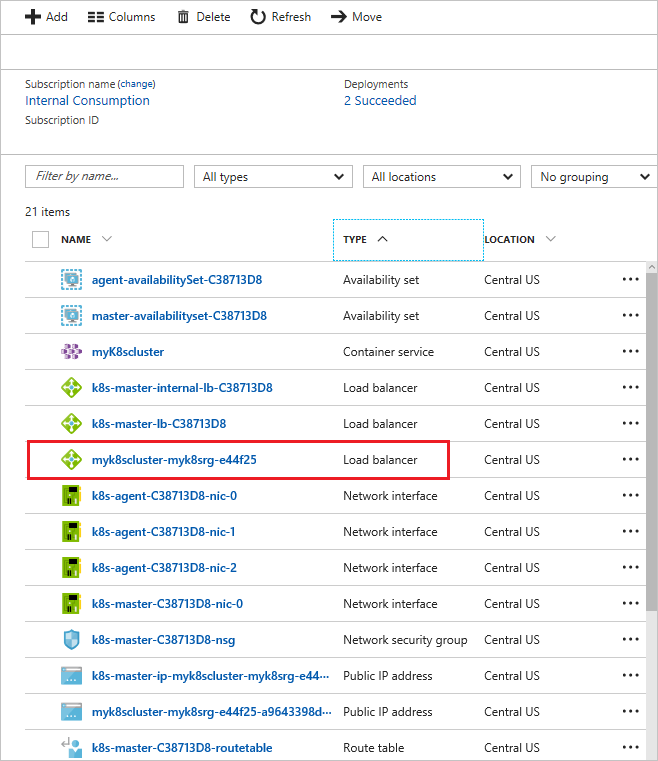 Add Columns Delete Refresh Move
Subscription name (change) Deployments
Internal Consumption 2 Succeeded
Subscription ID
Filter by name... All types All locations No grouping
21 items
NAME TYPE LOCATION
agent-availabilitySet-C38713D8 Availability set Central US
master-availabilityset-C38713D8 Availability set Central US
myK8scluster Container service Central US
k8s-master-internal-lb-C38713D8 Load balancer Central US
k8s-master-lb-C38713D8 Load balancer Central US
myk8scluster-myk8srg-e44f25 Load balancer Central US
k8s-agent-C38713D8-nic-0 Network interface Central US
k8s-agent-C38713D8-nic-1 Network interface Central US
k8s-agent-C38713D8-nic-2 Network interface Central US
k8s-master-C38713D8-nic-0 Network interface Central US
k8s-master-C38713D8-nsg Network security group Central US
k8s-master-ip-myk8scluster-myk8srg-e44··· Public IP address Central US
myk8scluster-myk8srg-e44f25-a9643398d··· Public IP address Central US
k8s-master-C38713D8-routetable Route table Central US